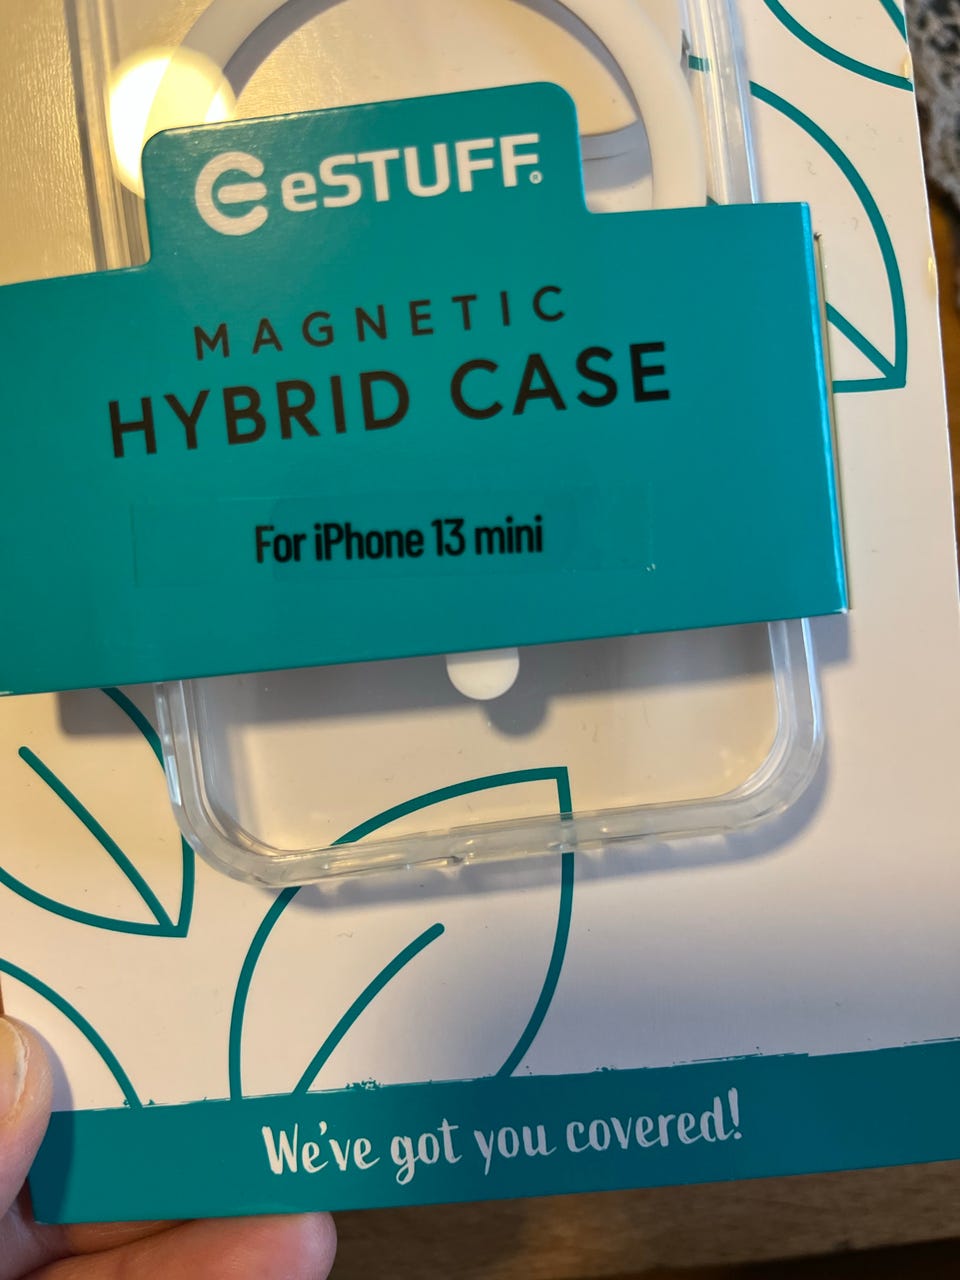 eSTUFF®
MAGNETIC
HYBRID CASE
For iPhone 13 mini
We've got you covered!